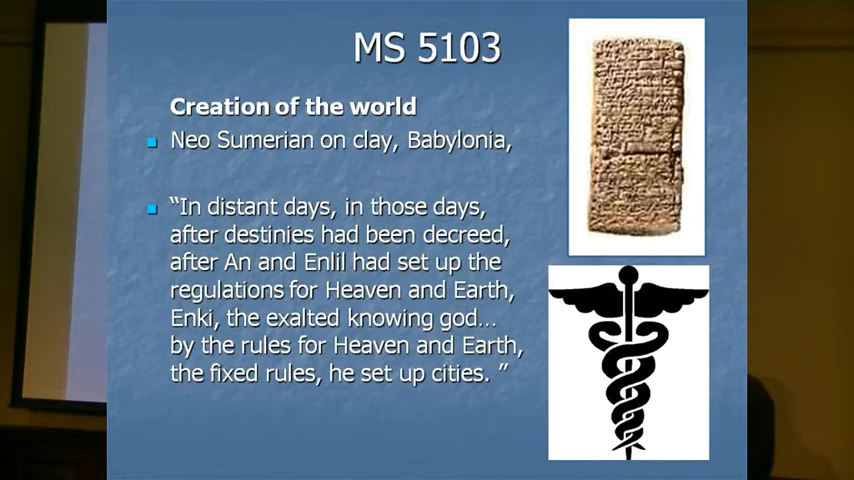 MS 5103
Creation of the world
Neo Sumerian on clay, Babylonia,
“In distant days, in those days,
after destinies had been decreed,
after An and Enlil had set up the
regulations for Heaven and Earth,
Enki, the exalted knowing god…
by the rules for Heaven and Earth,
the fixed rules, he set up cities. ”